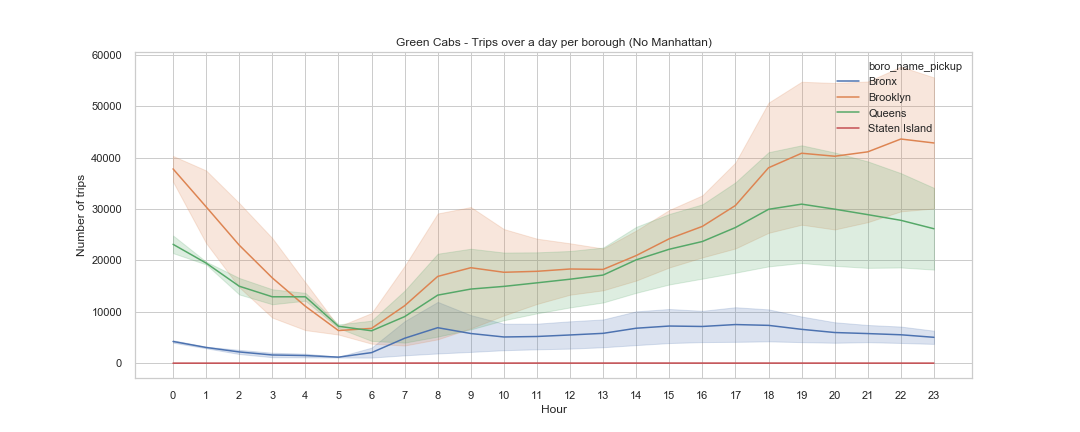 Green Cabs - Trips over a day per borough (No Manhattan)
60000
50000
40000
30000
20000
10000
0
Number of trips
boro_name_pickup
Bronx
Brooklyn
Queens
Staten Island
0 1 2 3 4 5 6 7 8 9 10 11 12 13 14 15 16 17 18 19 20 21 22 23
Hour